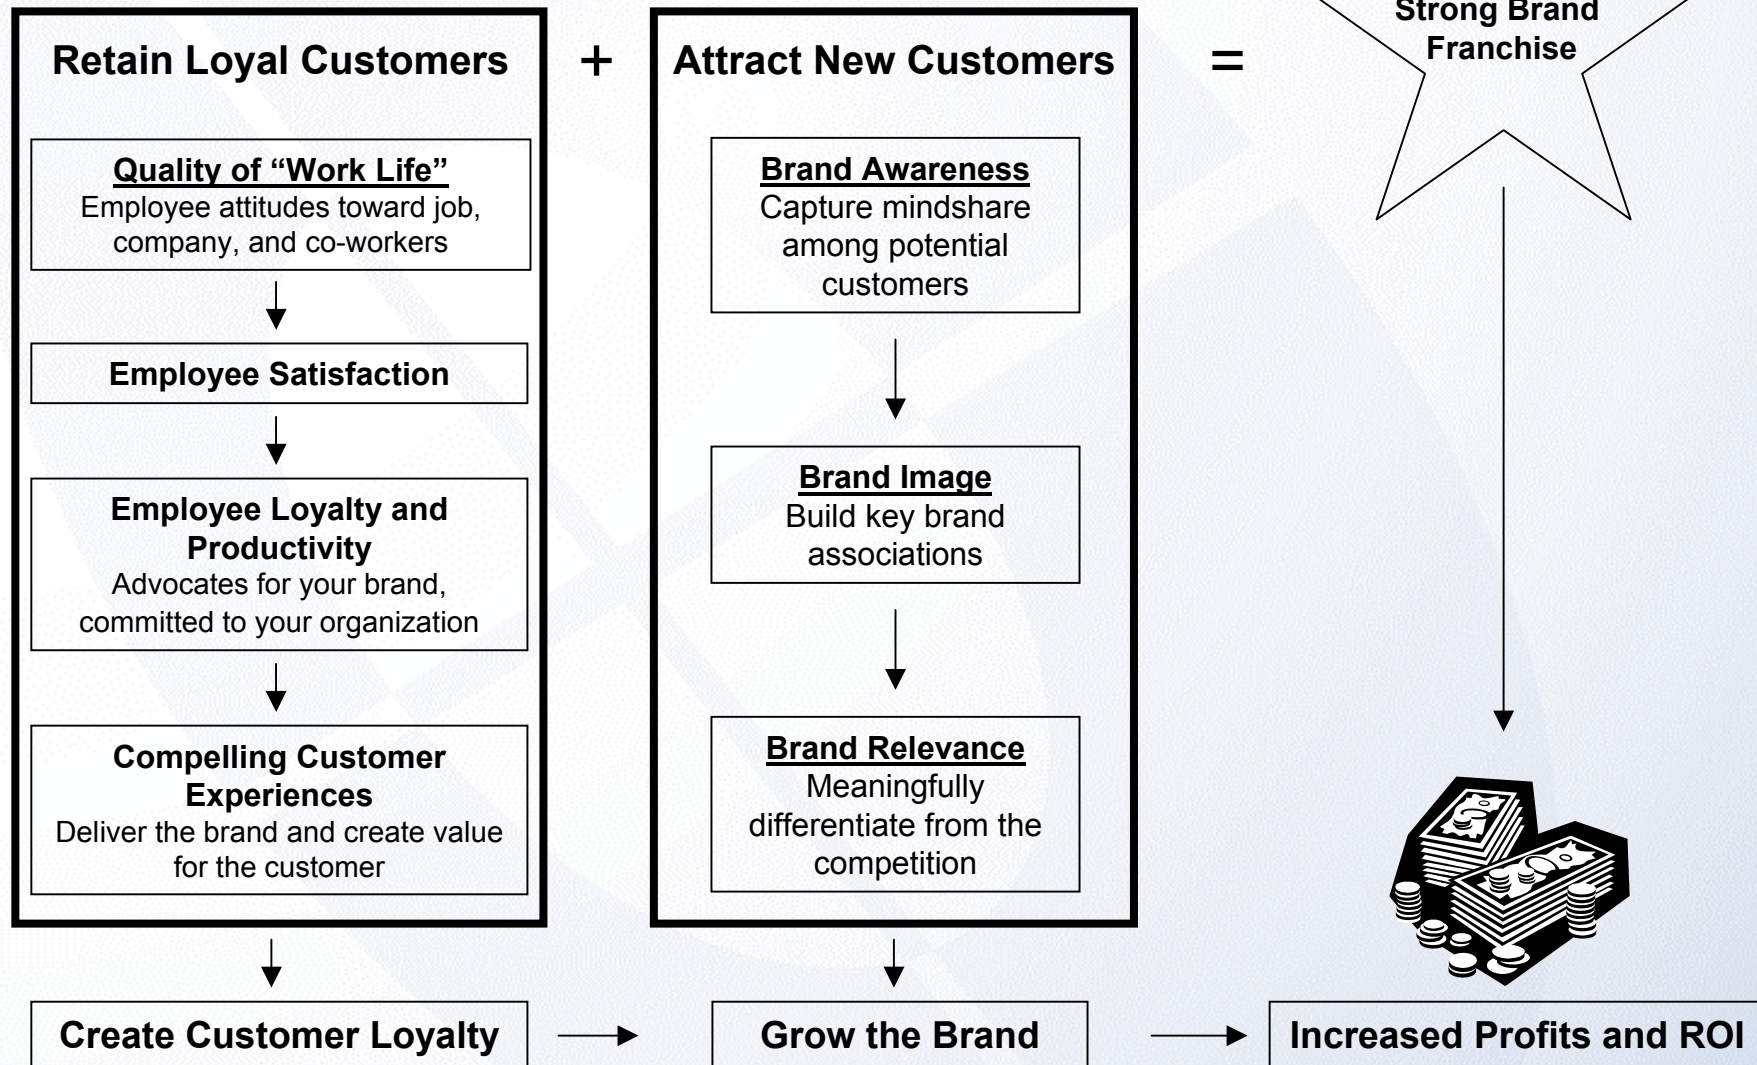 Retain Loyal Customers
+
Attract New Customers
=
Strong Brand
Franchise
Quality of “Work Life”
Employee attitudes toward job,
company, and co-workers
Employee Satisfaction
Employee Loyalty and
Productivity
Advocates for your brand,
committed to your organization
Compelling Customer
Experiences
Deliver the brand and create value
for the customer
Brand Awareness
Capture mindshare
among potential
customers
Brand Image
Build key brand
associations
Brand Relevance
Meaningfully
differentiate from the
competition
Create Customer Loyalty
Grow the Brand
Increased Profits and ROI